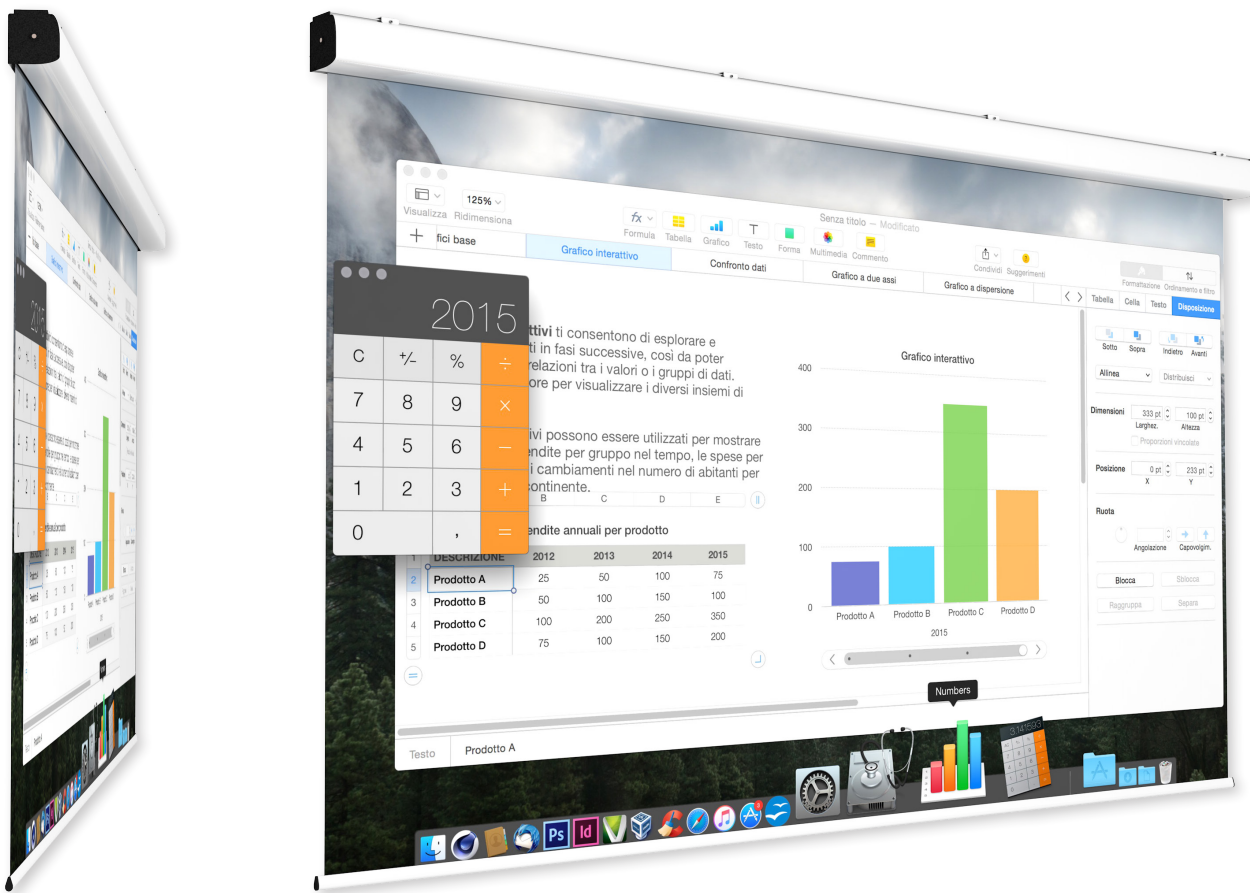 125%
Visualizza Ridimensiona
Senza titolo — Modificato
fx
Formula Tabella Grafico Testo Forma Multimedia Commento
Condividi Suggerimenti
Formattazione Ordinamento e filtro
fici base
Grafico interattivo
Confronto dati
Grafico a due assi
Grafico a dispersione
Tabella Cella Testo Disposizione
2015
C +/- % ÷
7 8 9 ×
4 5 6 −
1 2 3 +
0 , =
ttivi ti consentono di esplorare e
ti in fasi successive, così da poter
relazioni tra i valori o i gruppi di dati.
ore per visualizzare i diversi insiemi di
ivi possono essere utilizzati per mostrare
endite per gruppo nel tempo, le spese per
i cambiamenti nel numero di abitanti per
continente.
B C D E
endite annuali per prodotto
1 DESCRIZIONE 2012 2013 2014 2015
2 Prodotto A 25 50 100 75
3 Prodotto B 50 100 150 100
4 Prodotto C 100 200 250 350
5 Prodotto D 75 100 150 200
Grafico interattivo
400
300
200
100
0
Prodotto A Prodotto B Prodotto C Prodotto D
2015
Sotto Sopra Indietro Avanti
Allinea Distribuisci
Dimensioni 333 pt 100 pt
Larghez. Altezza
Proporzioni vincolate
Posizione 0 pt 233 pt
X Y
Ruota
Angolazione Capovolgim.
Blocca Sblocca
Raggruppa Separa
Testo Prodotto A
Numbers
3,141593
Ps Id
3